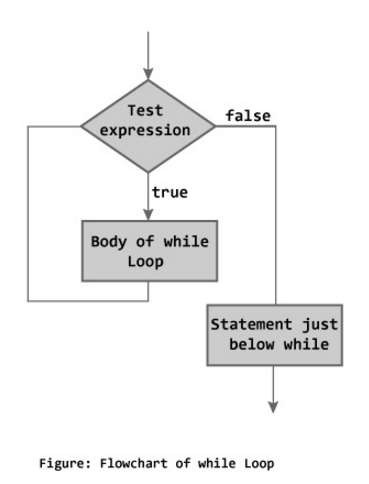 Test
expression
false
true
Body of while
Loop
Statement just
below while
Figure: Flowchart of while Loop